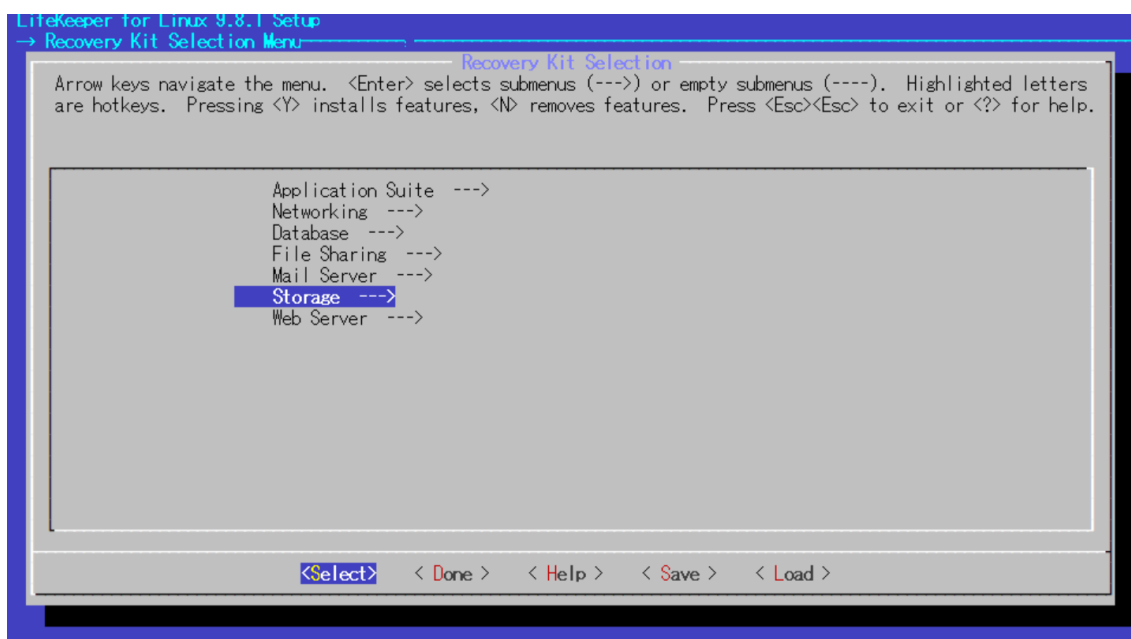 LifeKeeper for Linux 9.8.1 Setup
→ Recovery Kit Selection Menu
Recovery Kit Selection
Arrow keys navigate the menu.  <Enter> selects submenus (--->) or empty submenus (----).  Highlighted letters
are hotkeys.  Pressing <Y> installs features, <N> removes features.  Press <Esc><Esc> to exit or <?> for help.
Application Suite  --->
Networking  --->
Database  --->
File Sharing  --->
Mail Server  --->
Storage  --->
Web Server  --->
<Select>    < Done >    < Help >    < Save >    < Load >